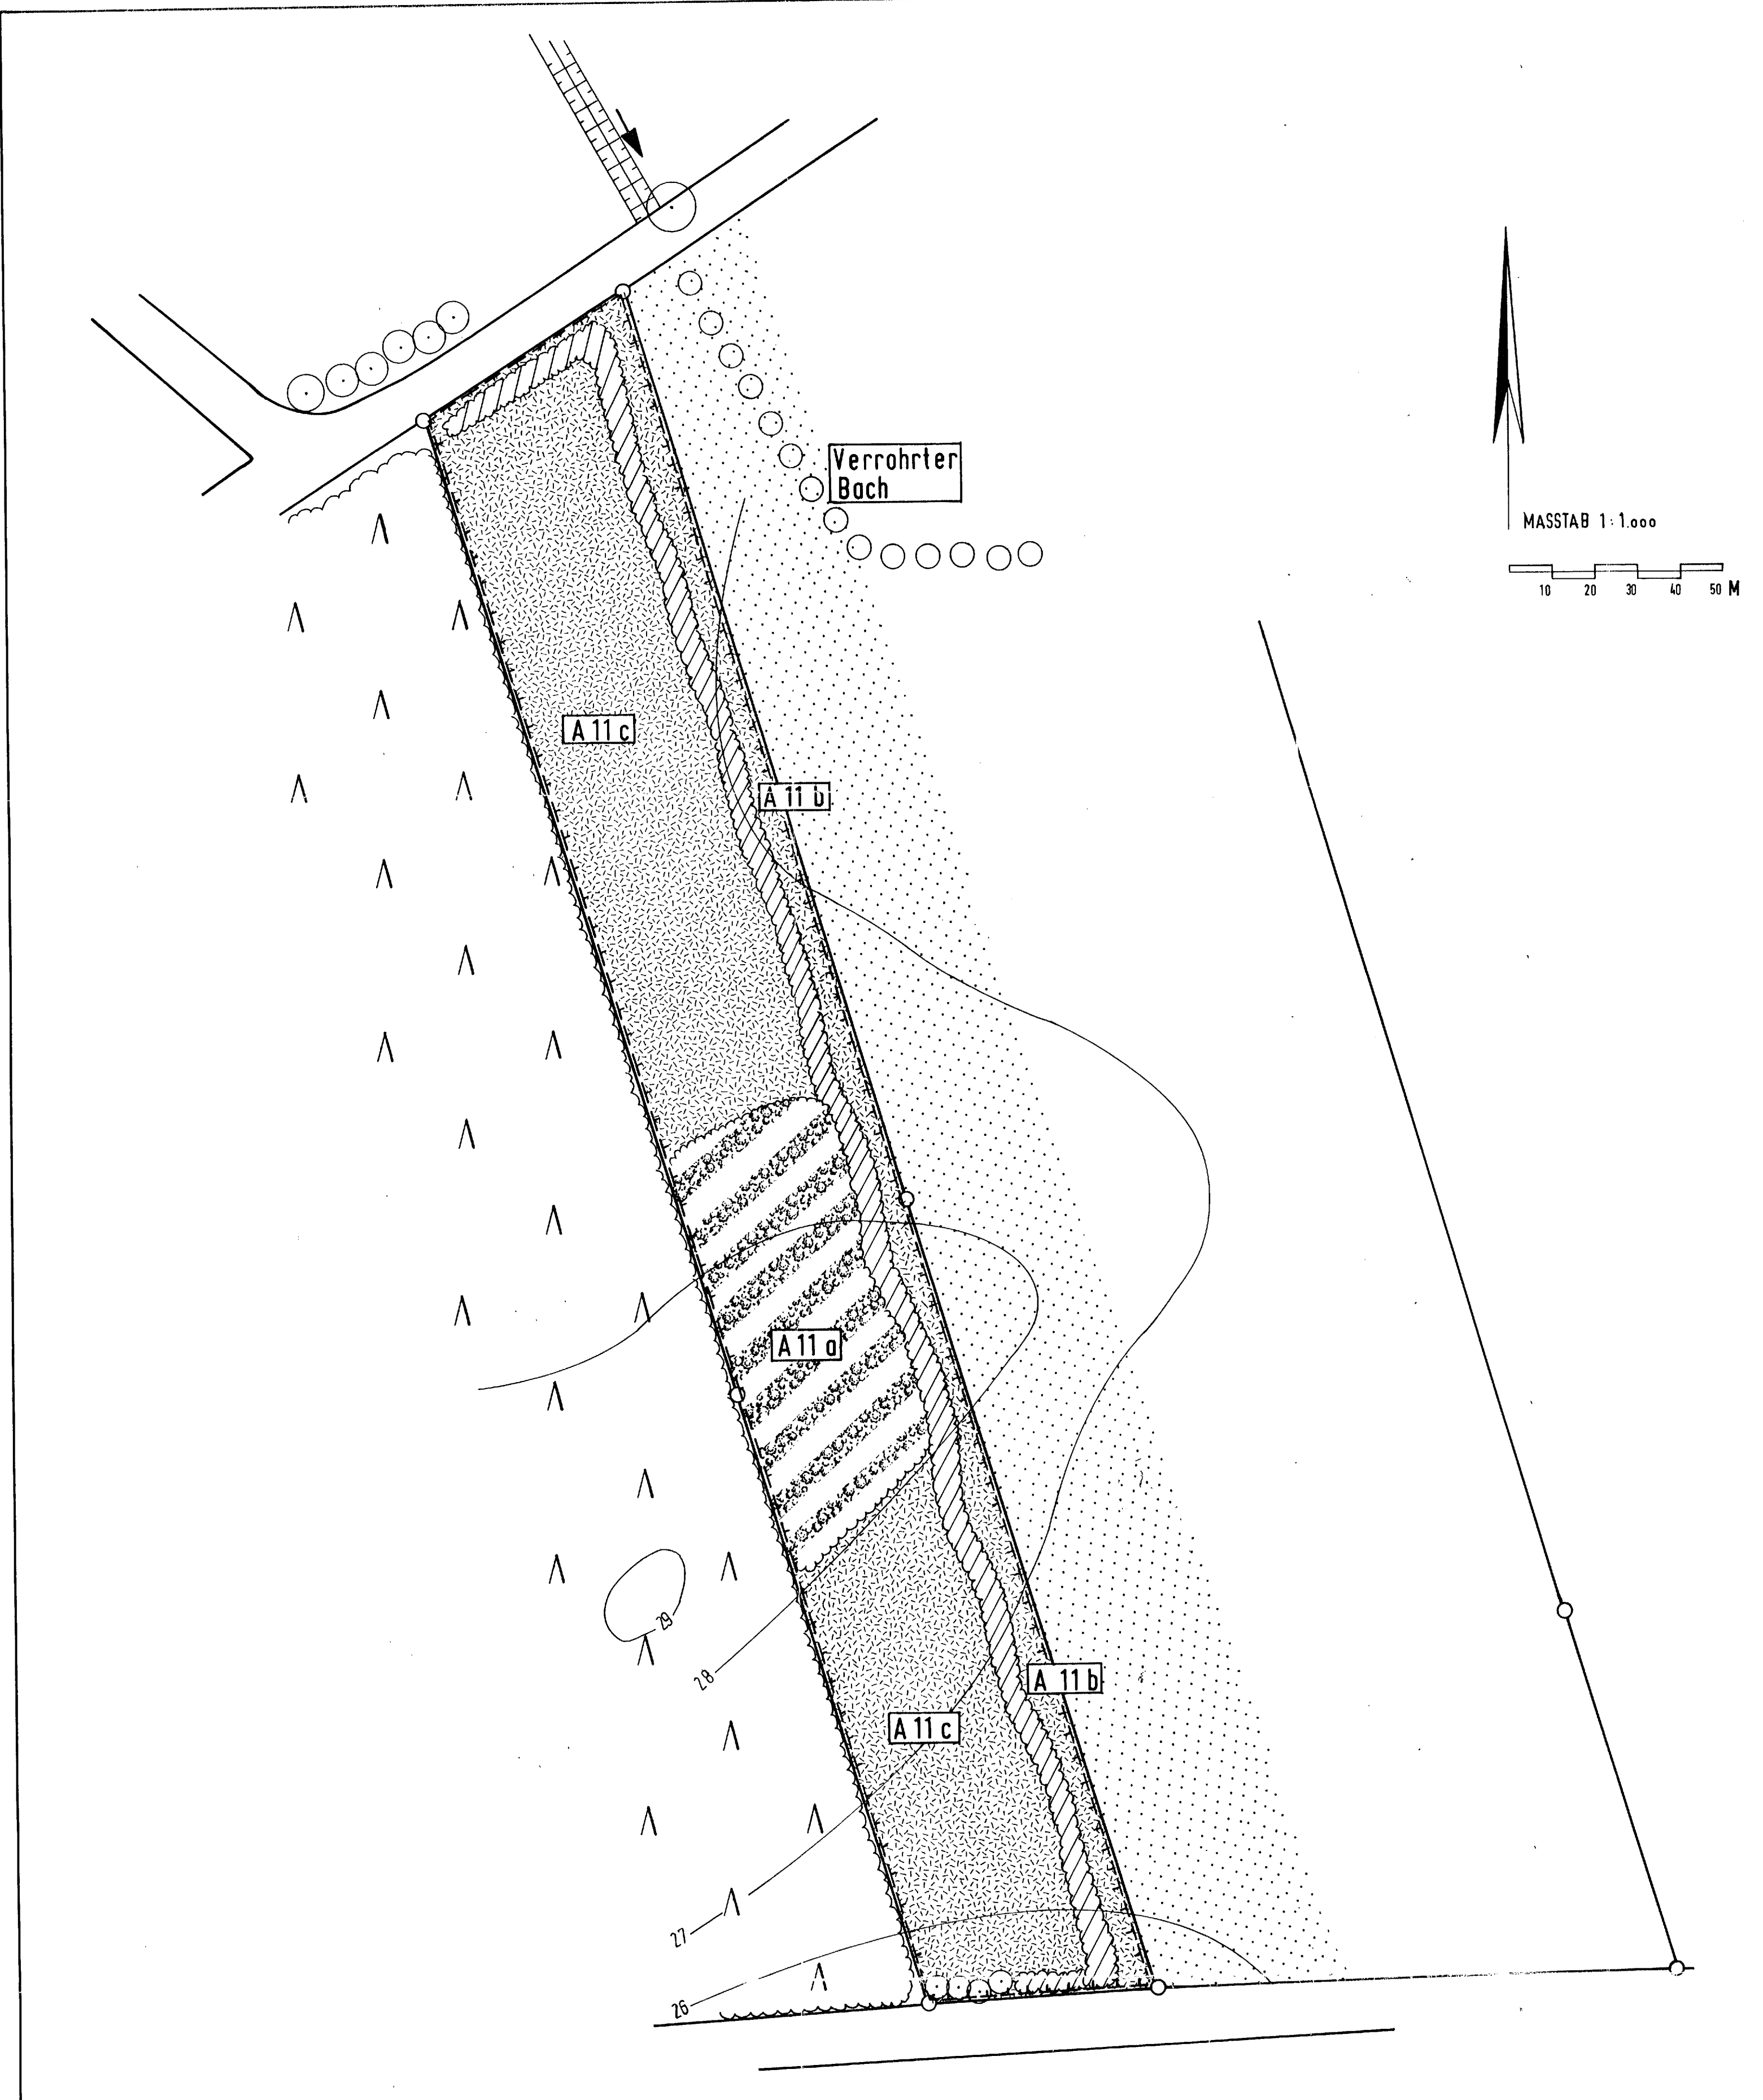 Verrohrter
Bach
MASSTAB 1:1.000
10 20 30 40 50 M
A 11 c
A 11 b
A 11 a
29
28
A 11 b
A 11 c
27
26